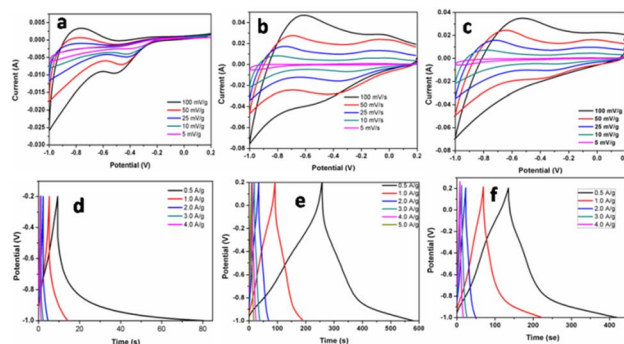 a
0.005
0.000
-0.005
-0.010
-0.015
-0.020
-0.025
-0.030
Current (A)
100 mV/g
50 mV/g
25 mV/g
10 mV/g
5 mV/g
-1.0 -0.8 -0.6 -0.4 -0.2 0.0 0.2
Potential (V)
b
0.04
0.02
0.00
-0.02
-0.04
-0.06
-0.08
Current (A)
100 mV/s
50 mV/s
25 mV/s
10 mV/s
5 mV/s
-1.0 -0.8 -0.6 -0.4 -0.2 0.0 0.2
Potential (V)
c
0.04
0.02
0.00
-0.02
-0.04
-0.06
-0.08
Current (A)
100 mV/g
50 mV/g
25 mV/g
10 mV/g
5 mV/g
-1.0 -0.8 -0.6 -0.4 -0.2 0.0 0.2
Potential (V)
d
0.0
-0.2
-0.4
-0.6
-0.8
-1.0
Potential (V)
0.5 A/g
1.0 A/g
2.0 A/g
3.0 A/g
4.0 A/g
0 20 40 60 80
Time (s)
e
0.2
0.0
-0.2
-0.4
-0.6
-0.8
-1.0
Potential (V)
0.5 A/g
1.0 A/g
2.0 A/g
3.0 A/g
4.0 A/g
5.0 A/g
0 100 200 300 400 500 600
Time (s)
f
0.2
0.0
-0.2
-0.4
-0.6
-0.8
-1.0
Potential (V)
0.5 A/g
1.0 A/g
2.0 A/g
3.0 A/g
4.0 A/g
0 100 200 300 400
Time (se)